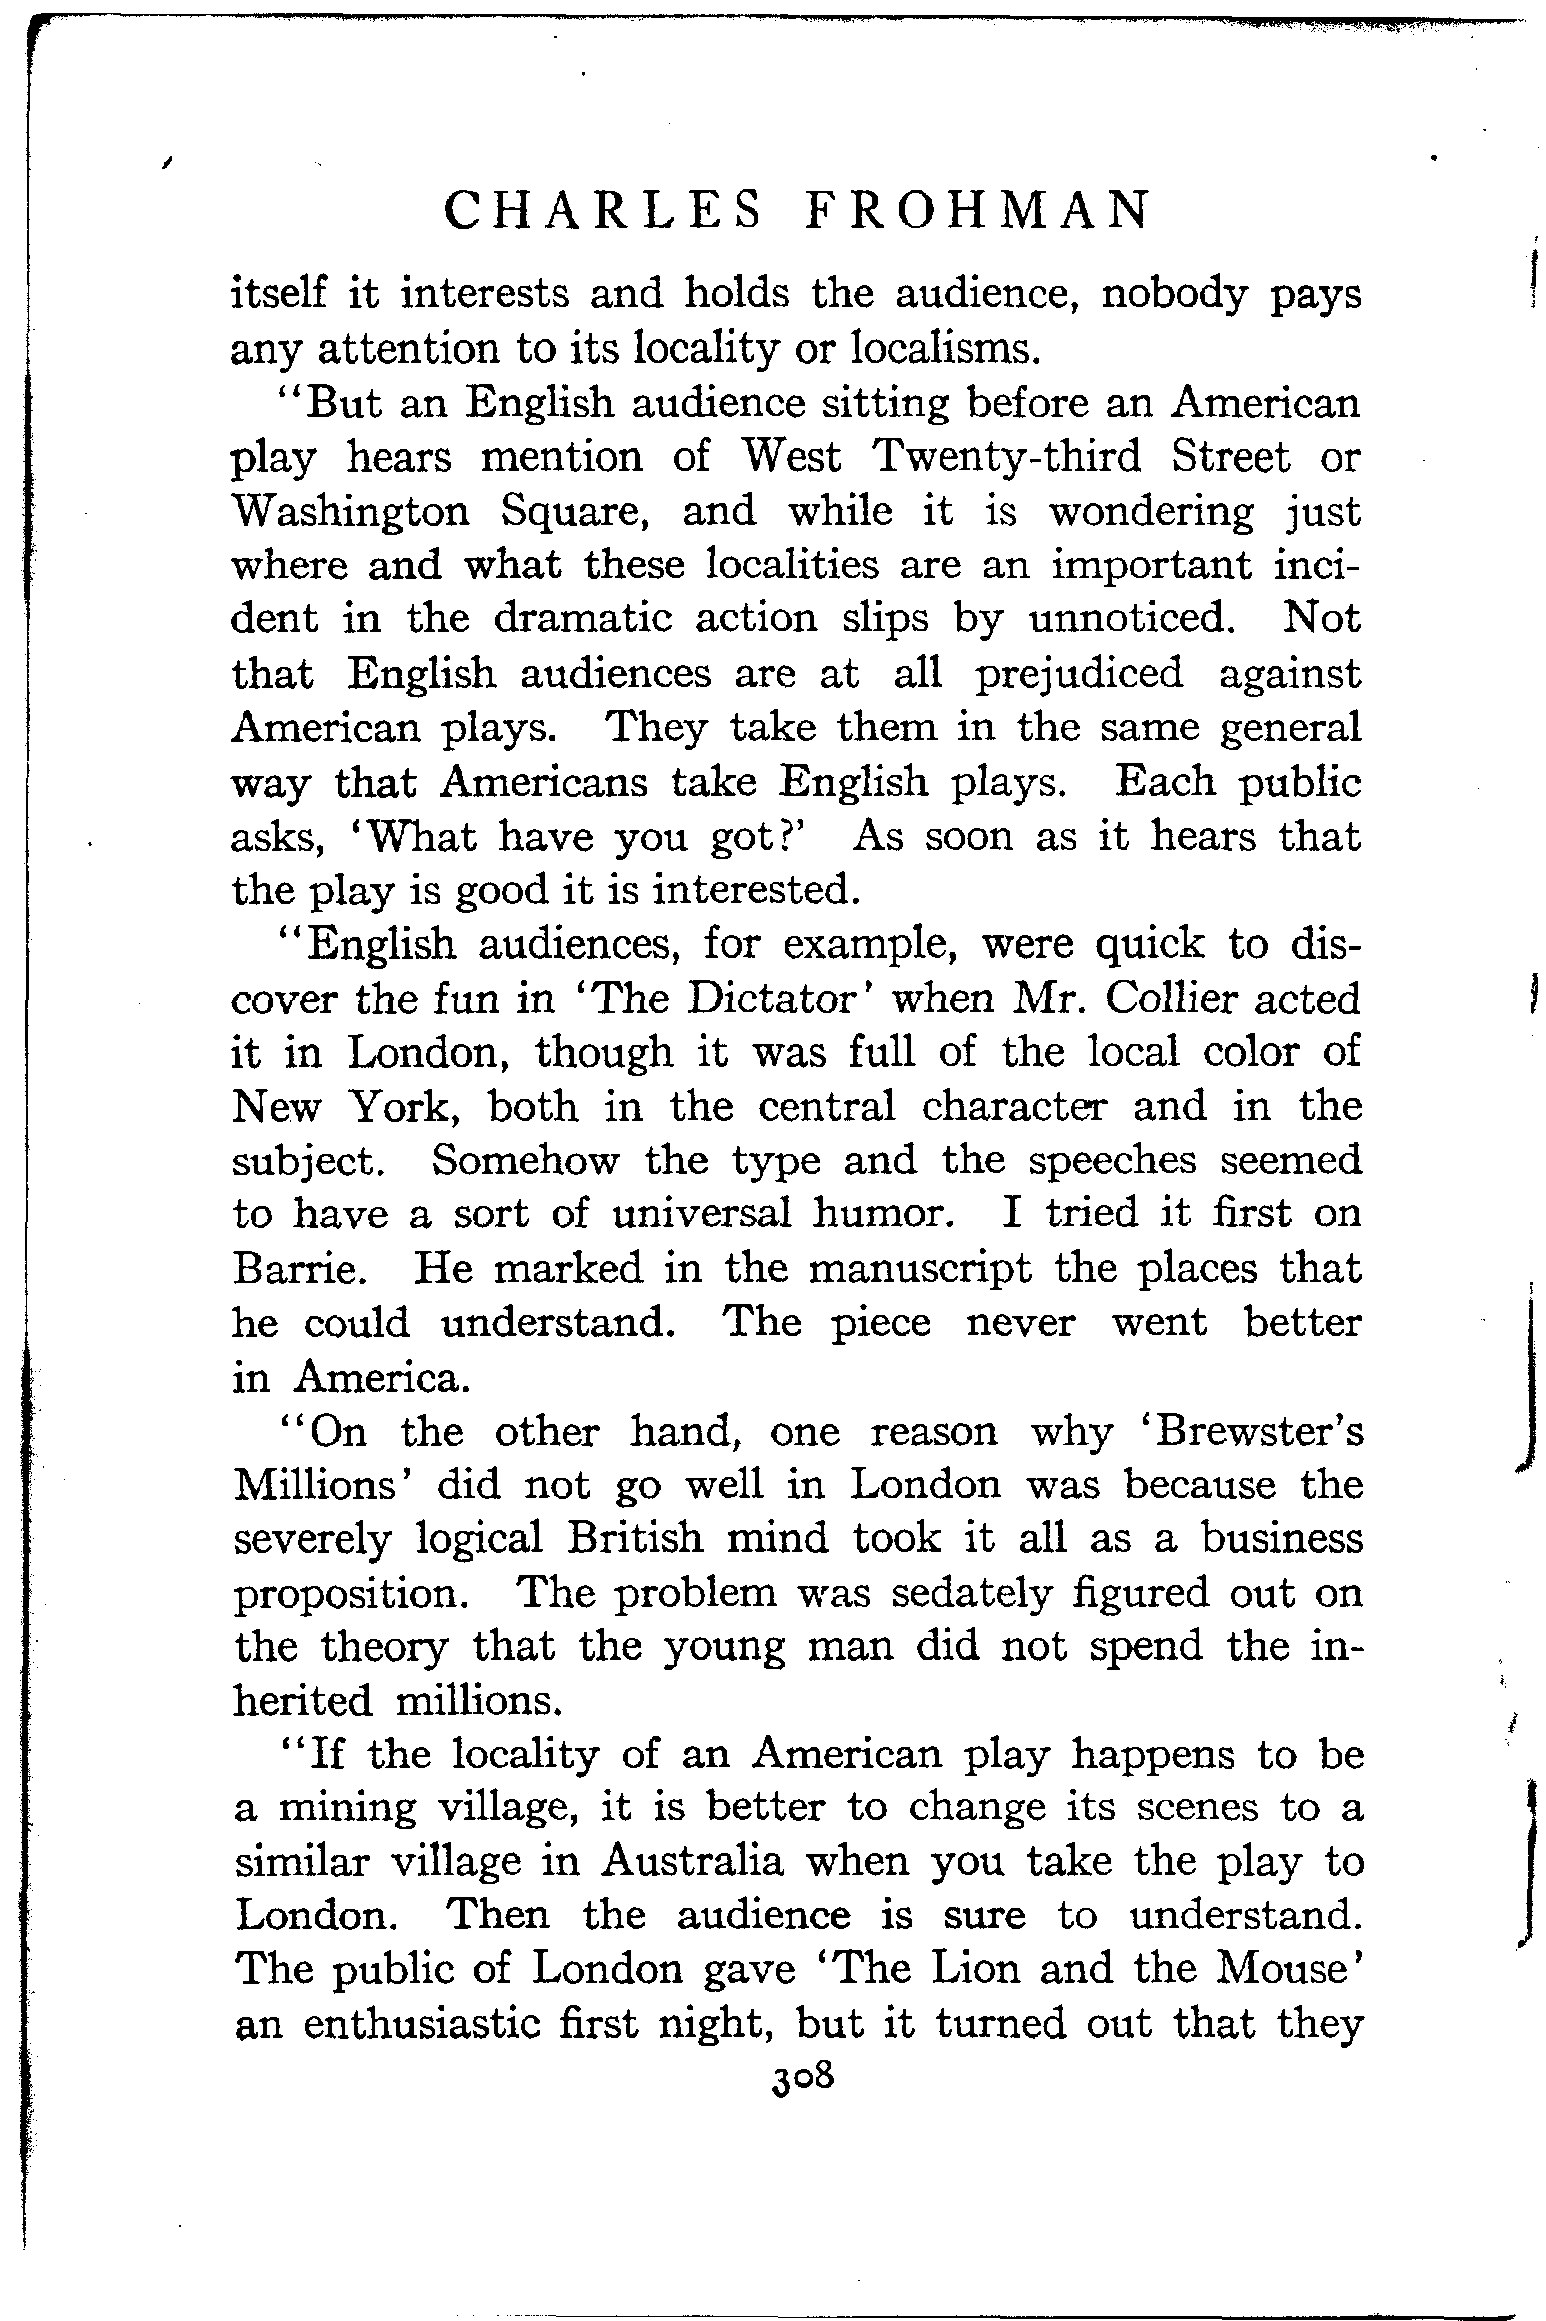 CHARLES FROHMAN
itself it interests and holds the audience, nobody pays
any attention to its locality or localisms.
“But an English audience sitting before an American
play hears mention of West Twenty-third Street or
Washington Square, and while it is wondering just
where and what these localities are an important inci-
dent in the dramatic action slips by unnoticed. Not
that English audiences are at all prejudiced against
American plays. They take them in the same general
way that Americans take English plays. Each public
asks, ‘What have you got?’ As soon as it hears that
the play is good it is interested.
“English audiences, for example, were quick to dis-
cover the fun in ‘The Dictator’ when Mr. Collier acted
it in London, though it was full of the local color of
New York, both in the central character and in the
subject. Somehow the type and the speeches seemed
to have a sort of universal humor. I tried it first on
Barrie. He marked in the manuscript the places that
he could understand. The piece never went better
in America.
“On the other hand, one reason why ‘Brewster’s
Millions’ did not go well in London was because the
severely logical British mind took it all as a business
proposition. The problem was sedately figured out on
the theory that the young man did not spend the in-
herited millions.
“If the locality of an American play happens to be
a mining village, it is better to change its scenes to a
similar village in Australia when you take the play to
London. Then the audience is sure to understand.
The public of London gave ‘The Lion and the Mouse’
an enthusiastic first night, but it turned out that they
308